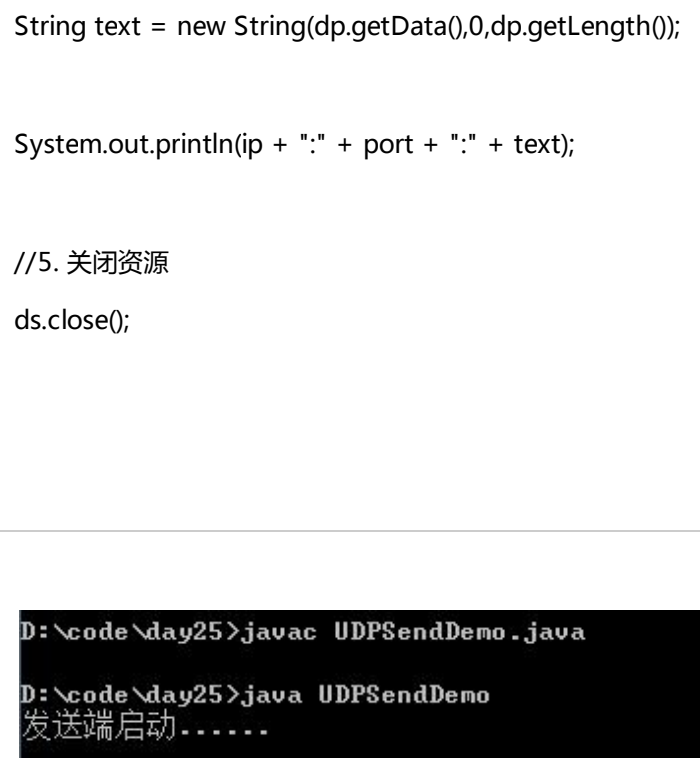 String text = new String(dp.getData(),0,dp.getLength());
System.out.println(ip + ":" + port + ":" + text);
//5. 关闭资源
ds.close();
D:\code\day25>javac UDPSendDemo.java
D:\code\day25>java UDPSendDemo
发送端启动......